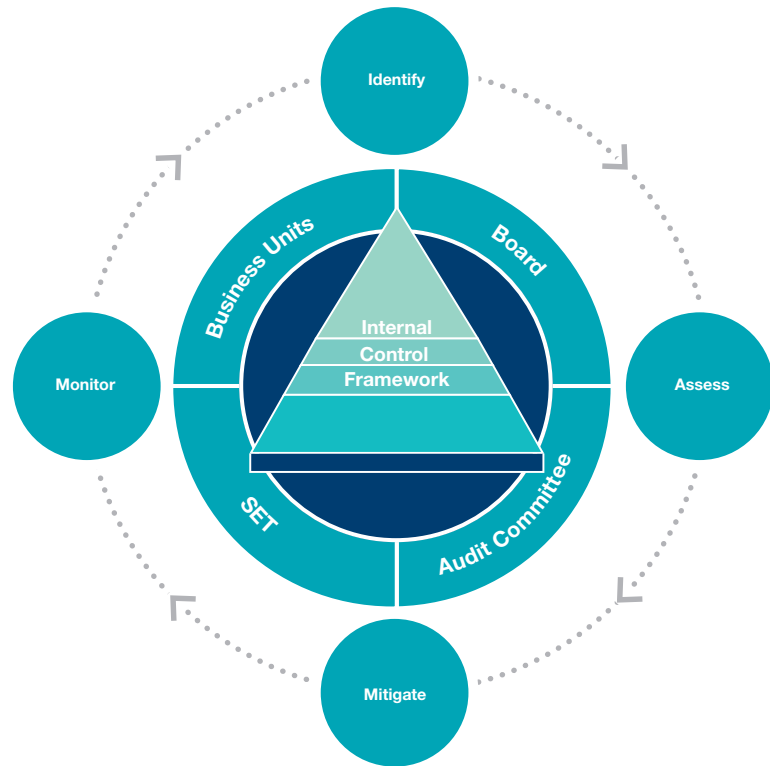 Identify
Business Units
Board
Internal
Control
Framework
Monitor
Assess
SET
Audit Committee
Mitigate